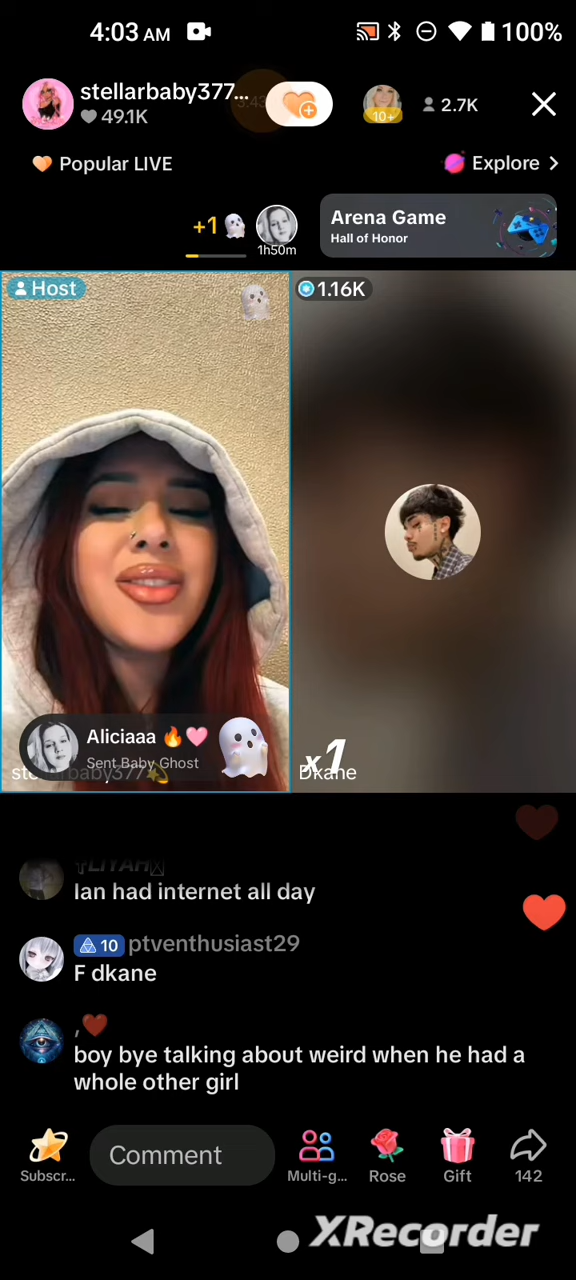 4:03 AM
100%
stellarbaby377...
49.1K
10+
2.7K
Popular LIVE
Explore >
+1
1h50m
Arena Game
Hall of Honor
Host
1.16K
Aliciaaa 🔥🩷
Sent Baby Ghost
x1
stellarbaby377💫
Dkane
Ian had internet all day
10 ptventhusiast29
F dkane
,❤️
boy bye talking about weird when he had a
whole other girl
Subscr...
Comment
Multi-g...
Rose
Gift
142
XRecorder